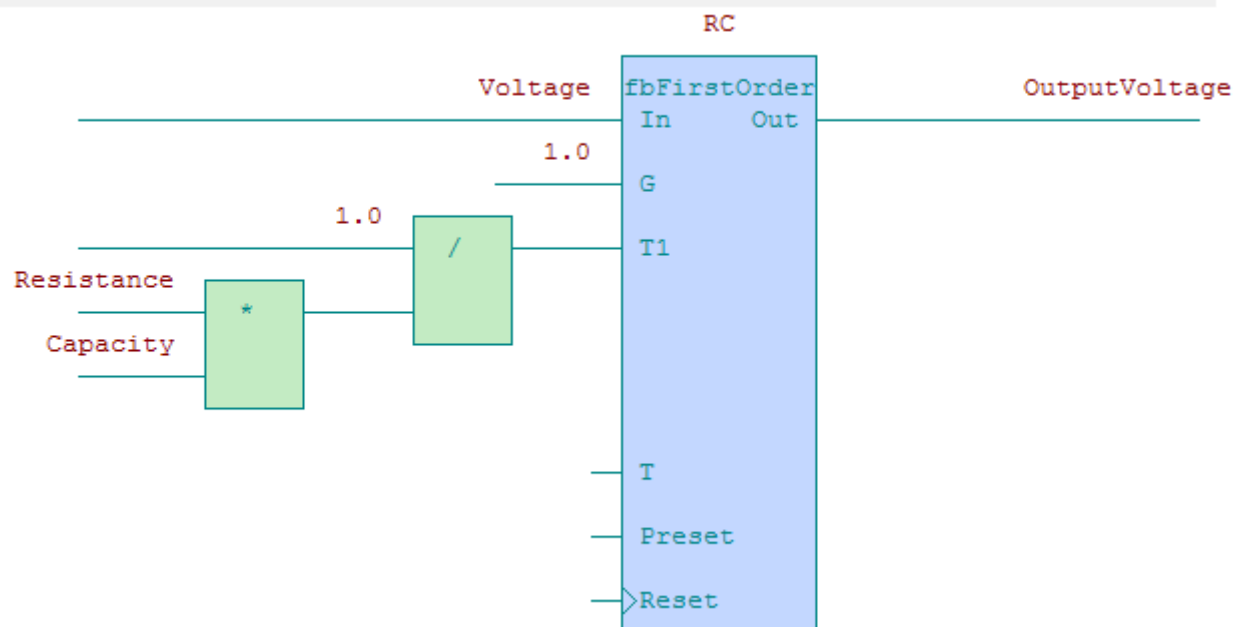 RC
Voltage
fbFirstOrder
OutputVoltage
In
Out
1.0
G
1.0
/
T1
Resistance
*
Capacity
T
Preset
Reset